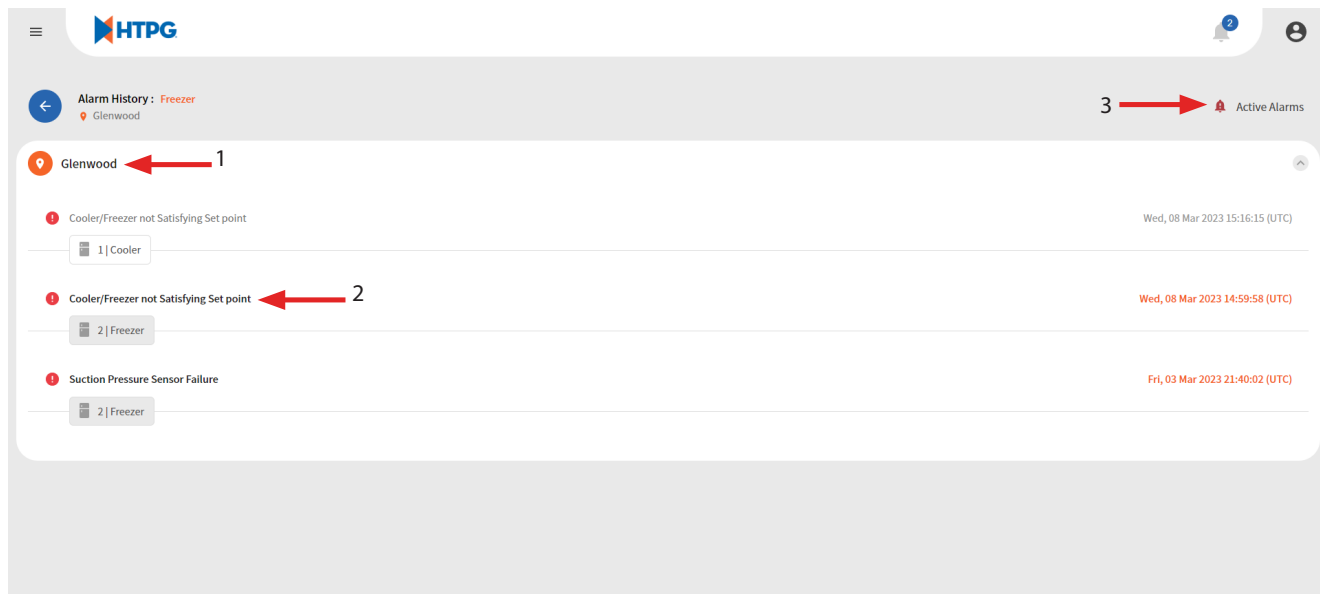 HTPG
2
Alarm History : Freezer
Glenwood
3
Active Alarms
Glenwood
1
Cooler/Freezer not Satisfying Set point
Wed, 08 Mar 2023 15:16:15 (UTC)
1 | Cooler
Cooler/Freezer not Satisfying Set point
2
Wed, 08 Mar 2023 14:59:58 (UTC)
2 | Freezer
Suction Pressure Sensor Failure
Fri, 03 Mar 2023 21:40:02 (UTC)
2 | Freezer